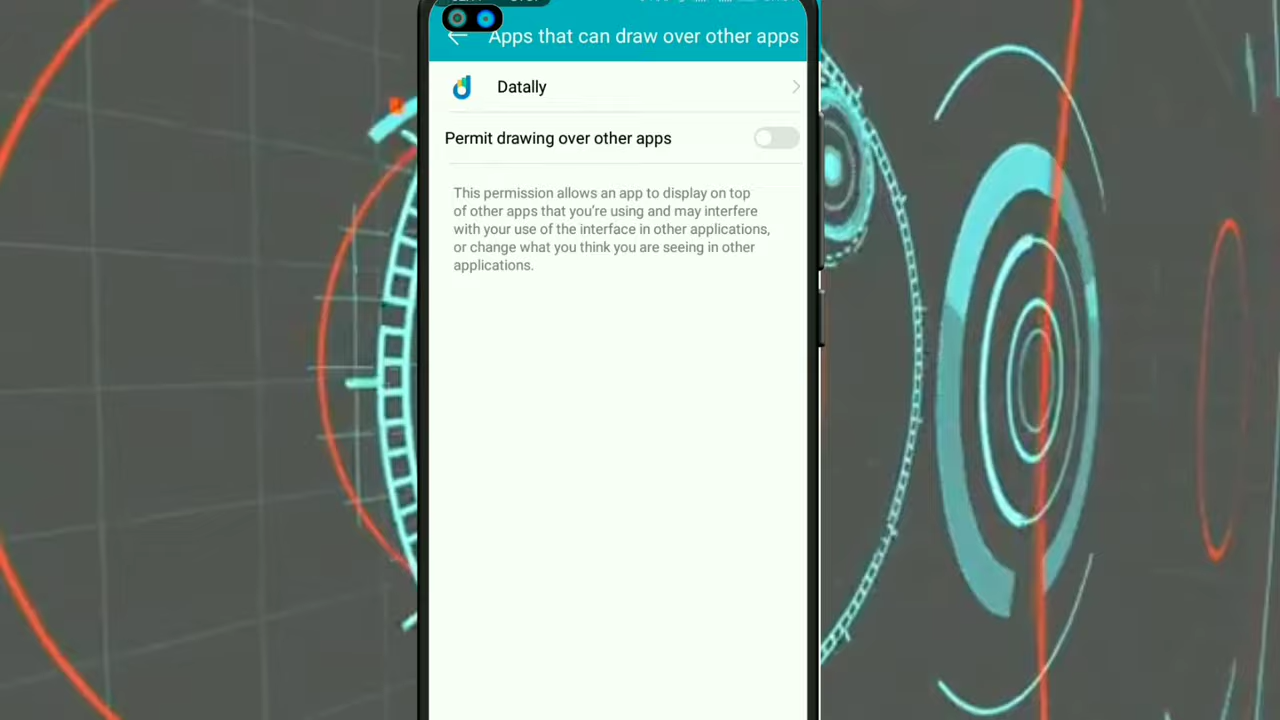 Apps that can draw over other apps
Datally
Permit drawing over other apps
This permission allows an app to display on top
of other apps that you're using and may interfere
with your use of the interface in other applications,
or change what you think you are seeing in other
applications.